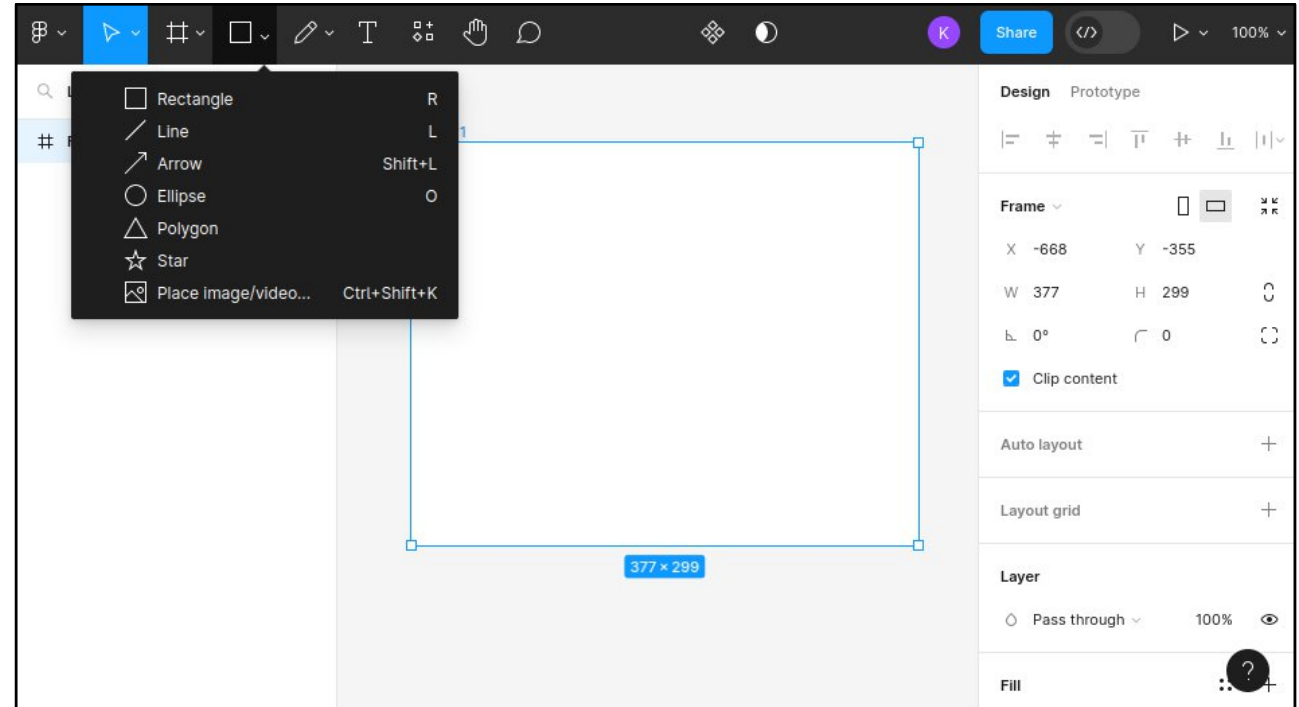 T
K
Share
</>
100%
L
Rectangle R
Line L
Arrow Shift+L
Ellipse O
Polygon
Star
Place image/video... Ctrl+Shift+K
F
1
377 × 299
Design Prototype
Frame
X -668 Y -355
W 377 H 299
0° 0
Clip content
Auto layout
Layout grid
Layer
Pass through 100%
Fill
?